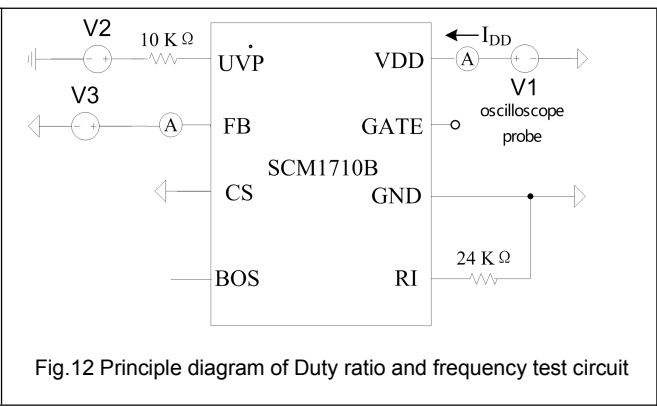 V2
10 K Ω
UVP
V3
A
FB
CS
BOS
SCM1710B
I_DD
VDD
A
V1
oscilloscope
probe
GATE
GND
24 K Ω
RI
Fig.12 Principle diagram of Duty ratio and frequency test circuit